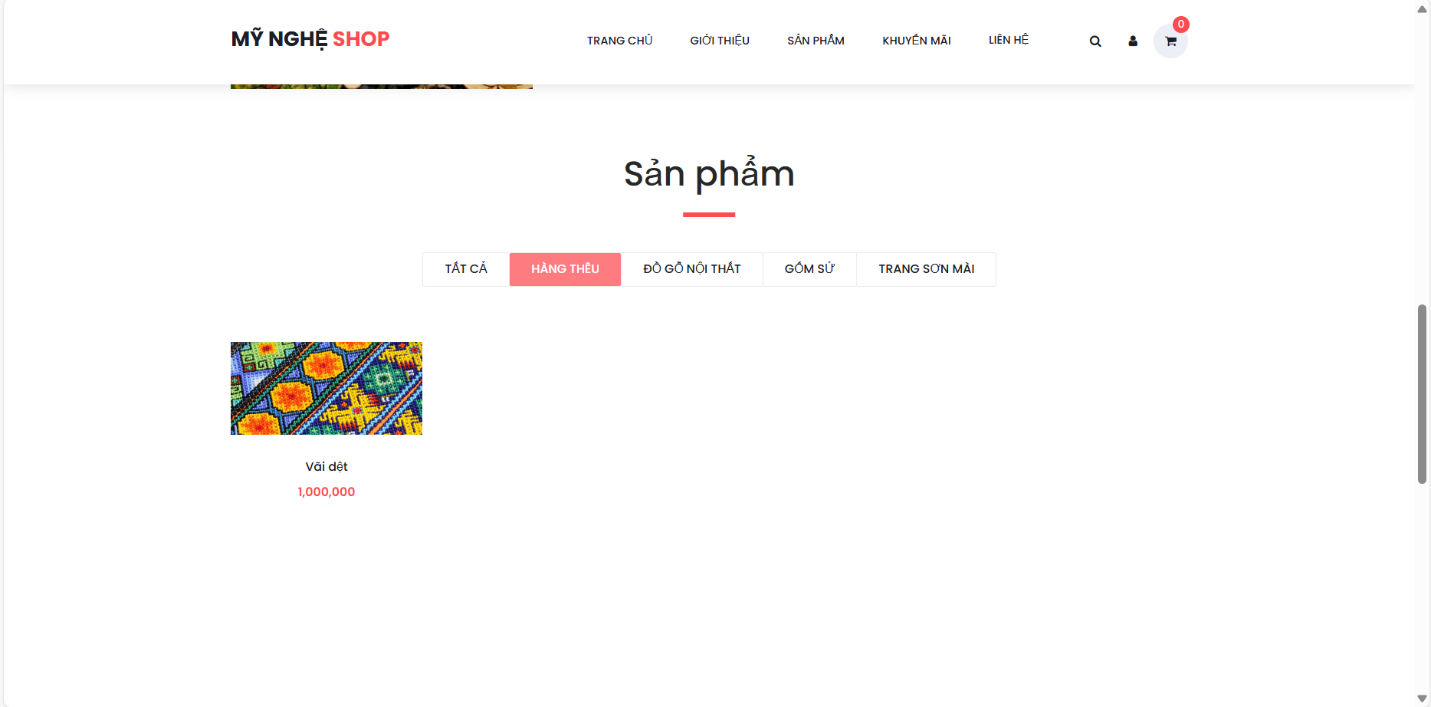 MỸ NGHỆ SHOP
TRANG CHỦ GIỚI THIỆU SẢN PHẨM KHUYẾN MÃI LIÊN HỆ 0
Sản phẩm
TẤT CẢ HÀNG THÊU ĐỒ GỖ NỘI THẤT GỐM SỨ TRANG SƠN MÀI
Vãi dệt
1,000,000